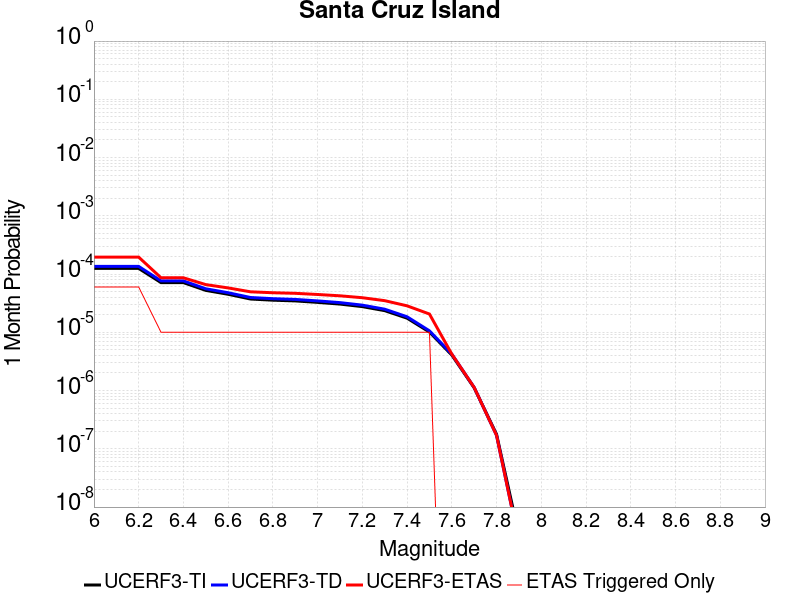 Santa Cruz Island
1 Month Probability
10^0
10^-1
10^-2
10^-3
10^-4
10^-5
10^-6
10^-7
10^-8
6 6.2 6.4 6.6 6.8 7 7.2 7.4 7.6 7.8 8 8.2 8.4 8.6 8.8 9
Magnitude
UCERF3-TI UCERF3-TD UCERF3-ETAS ETAS Triggered Only